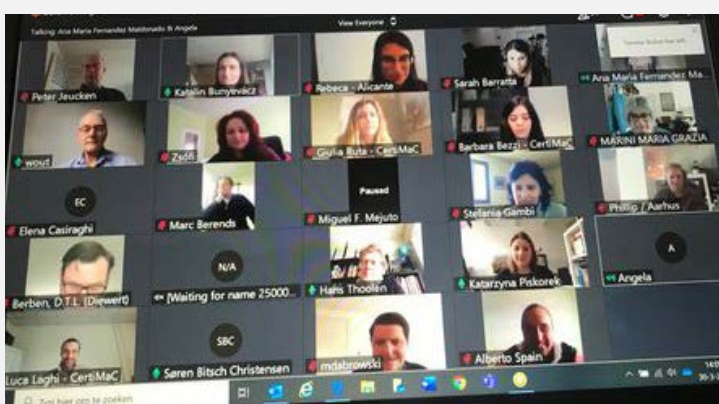 Talking: Ana Maria Fernandez Maldonado & Angela
View Everyone
Peter Jeucken
Katalin Bunyevácz
Rebeca - Alicante
Sarah Barratta
Ana Maria Fernandez Ma...
wout
Zsófi
Giulia Ruta - CertiMaC
Barbara Bezzi - CertiMaC
MARINI MARIA GRAZIA
EC
Elena Casiraghi
Marc Berends
Paused
Miguel F. Mejuto
Stefania Gambi
Phillip / Aarhus
Berben, D.T.L. (Diewert)
N/A
[Waiting for name 25000...
Hans Thoolen
Katarzyna Piskorek
A
Angela
Luca Laghi - CertiMaC
SBC
Søren Bitsch Christensen
mdabrowski
Alberto Spain
Typ hier om te zoeken